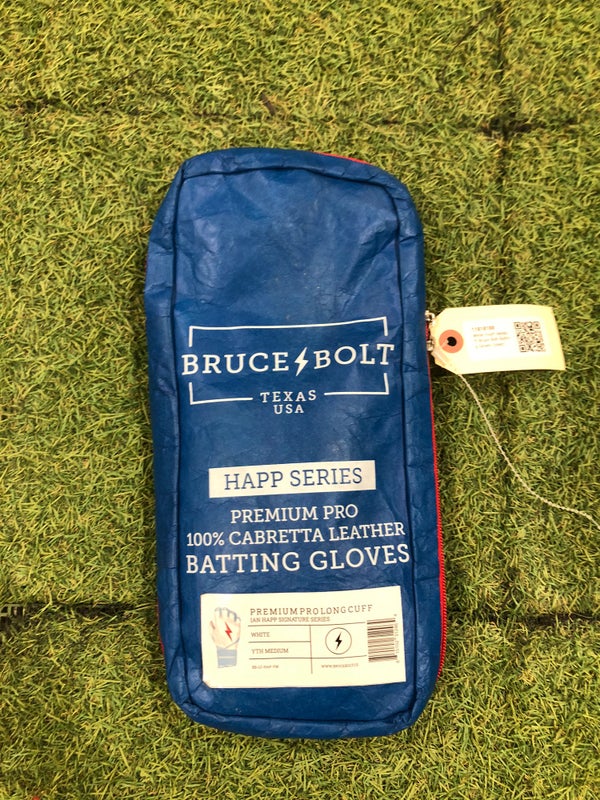 BRUCE BOLT
TEXAS
USA
HAPP SERIES
PREMIUM PRO
100% CABRETTA LEATHER
BATTING GLOVES
PREMIUM PRO LONG CUFF
IAN HAPP SIGNATURE SERIES
WHITE
YTH MEDIUM